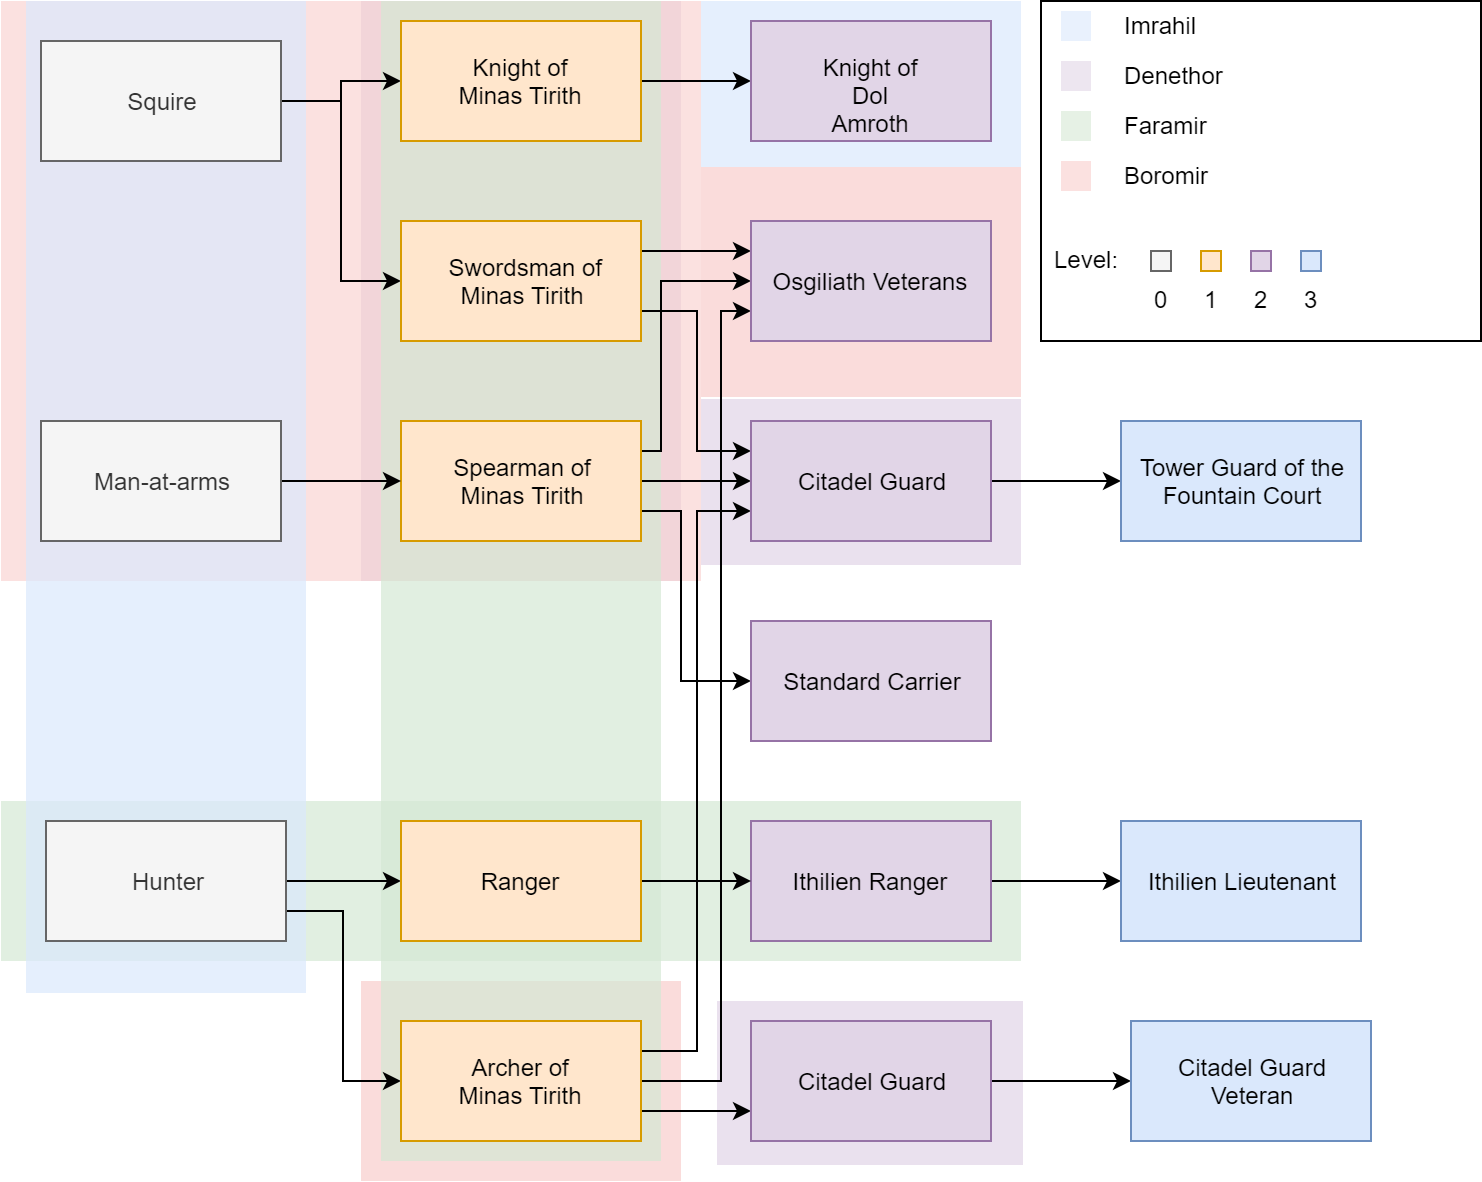 Squire
Knight of
Minas Tirith
Knight of
Dol
Amroth
Imrahil
Denethor
Faramir
Boromir
Level:
0 1 2 3
Swordsman of
Minas Tirith
Osgiliath Veterans
Man-at-arms
Spearman of
Minas Tirith
Citadel Guard
Tower Guard of the
Fountain Court
Standard Carrier
Hunter
Ranger
Ithilien Ranger
Ithilien Lieutenant
Archer of
Minas Tirith
Citadel Guard
Citadel Guard
Veteran